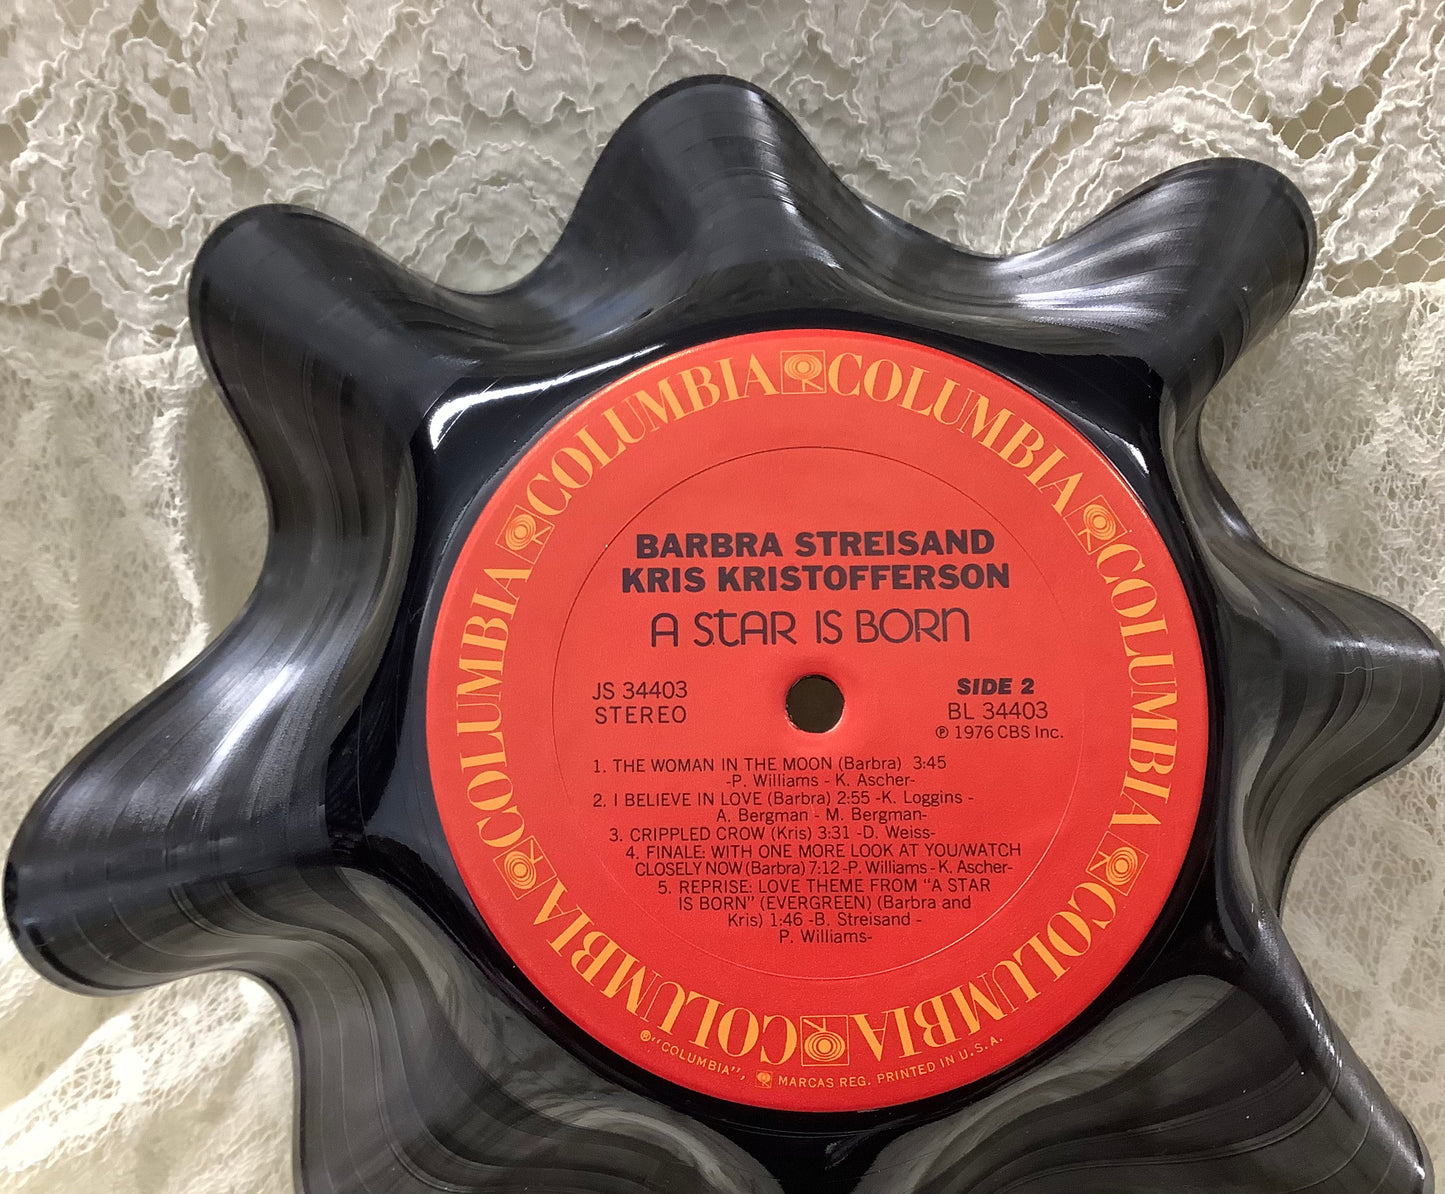 COLUMBIA COLUMBIA COLUMBIA COLUMBIA COLUMBIA COLUMBIA COLUMBIA COLUMBIA
BARBRA STREISAND
KRIS KRISTOFFERSON
A STAR IS BORN
JS 34403
STEREO
SIDE 2
BL 34403
℗ 1976 CBS Inc.
1. THE WOMAN IN THE MOON (Barbra) 3:45
-P. Williams - K. Ascher-
2. I BELIEVE IN LOVE (Barbra) 2:55 -K. Loggins -
A. Bergman - M. Bergman-
3. CRIPPLED CROW (Kris) 3:31 -D. Weiss-
4. FINALE: WITH ONE MORE LOOK AT YOU/WATCH
CLOSELY NOW (Barbra) 7:12 -P. Williams - K. Ascher-
5. REPRISE: LOVE THEME FROM "A STAR
IS BORN" (EVERGREEN) (Barbra and
Kris) 1:46 -B. Streisand -
P. Williams-
®"COLUMBIA", MARCAS REG. PRINTED IN U.S.A.